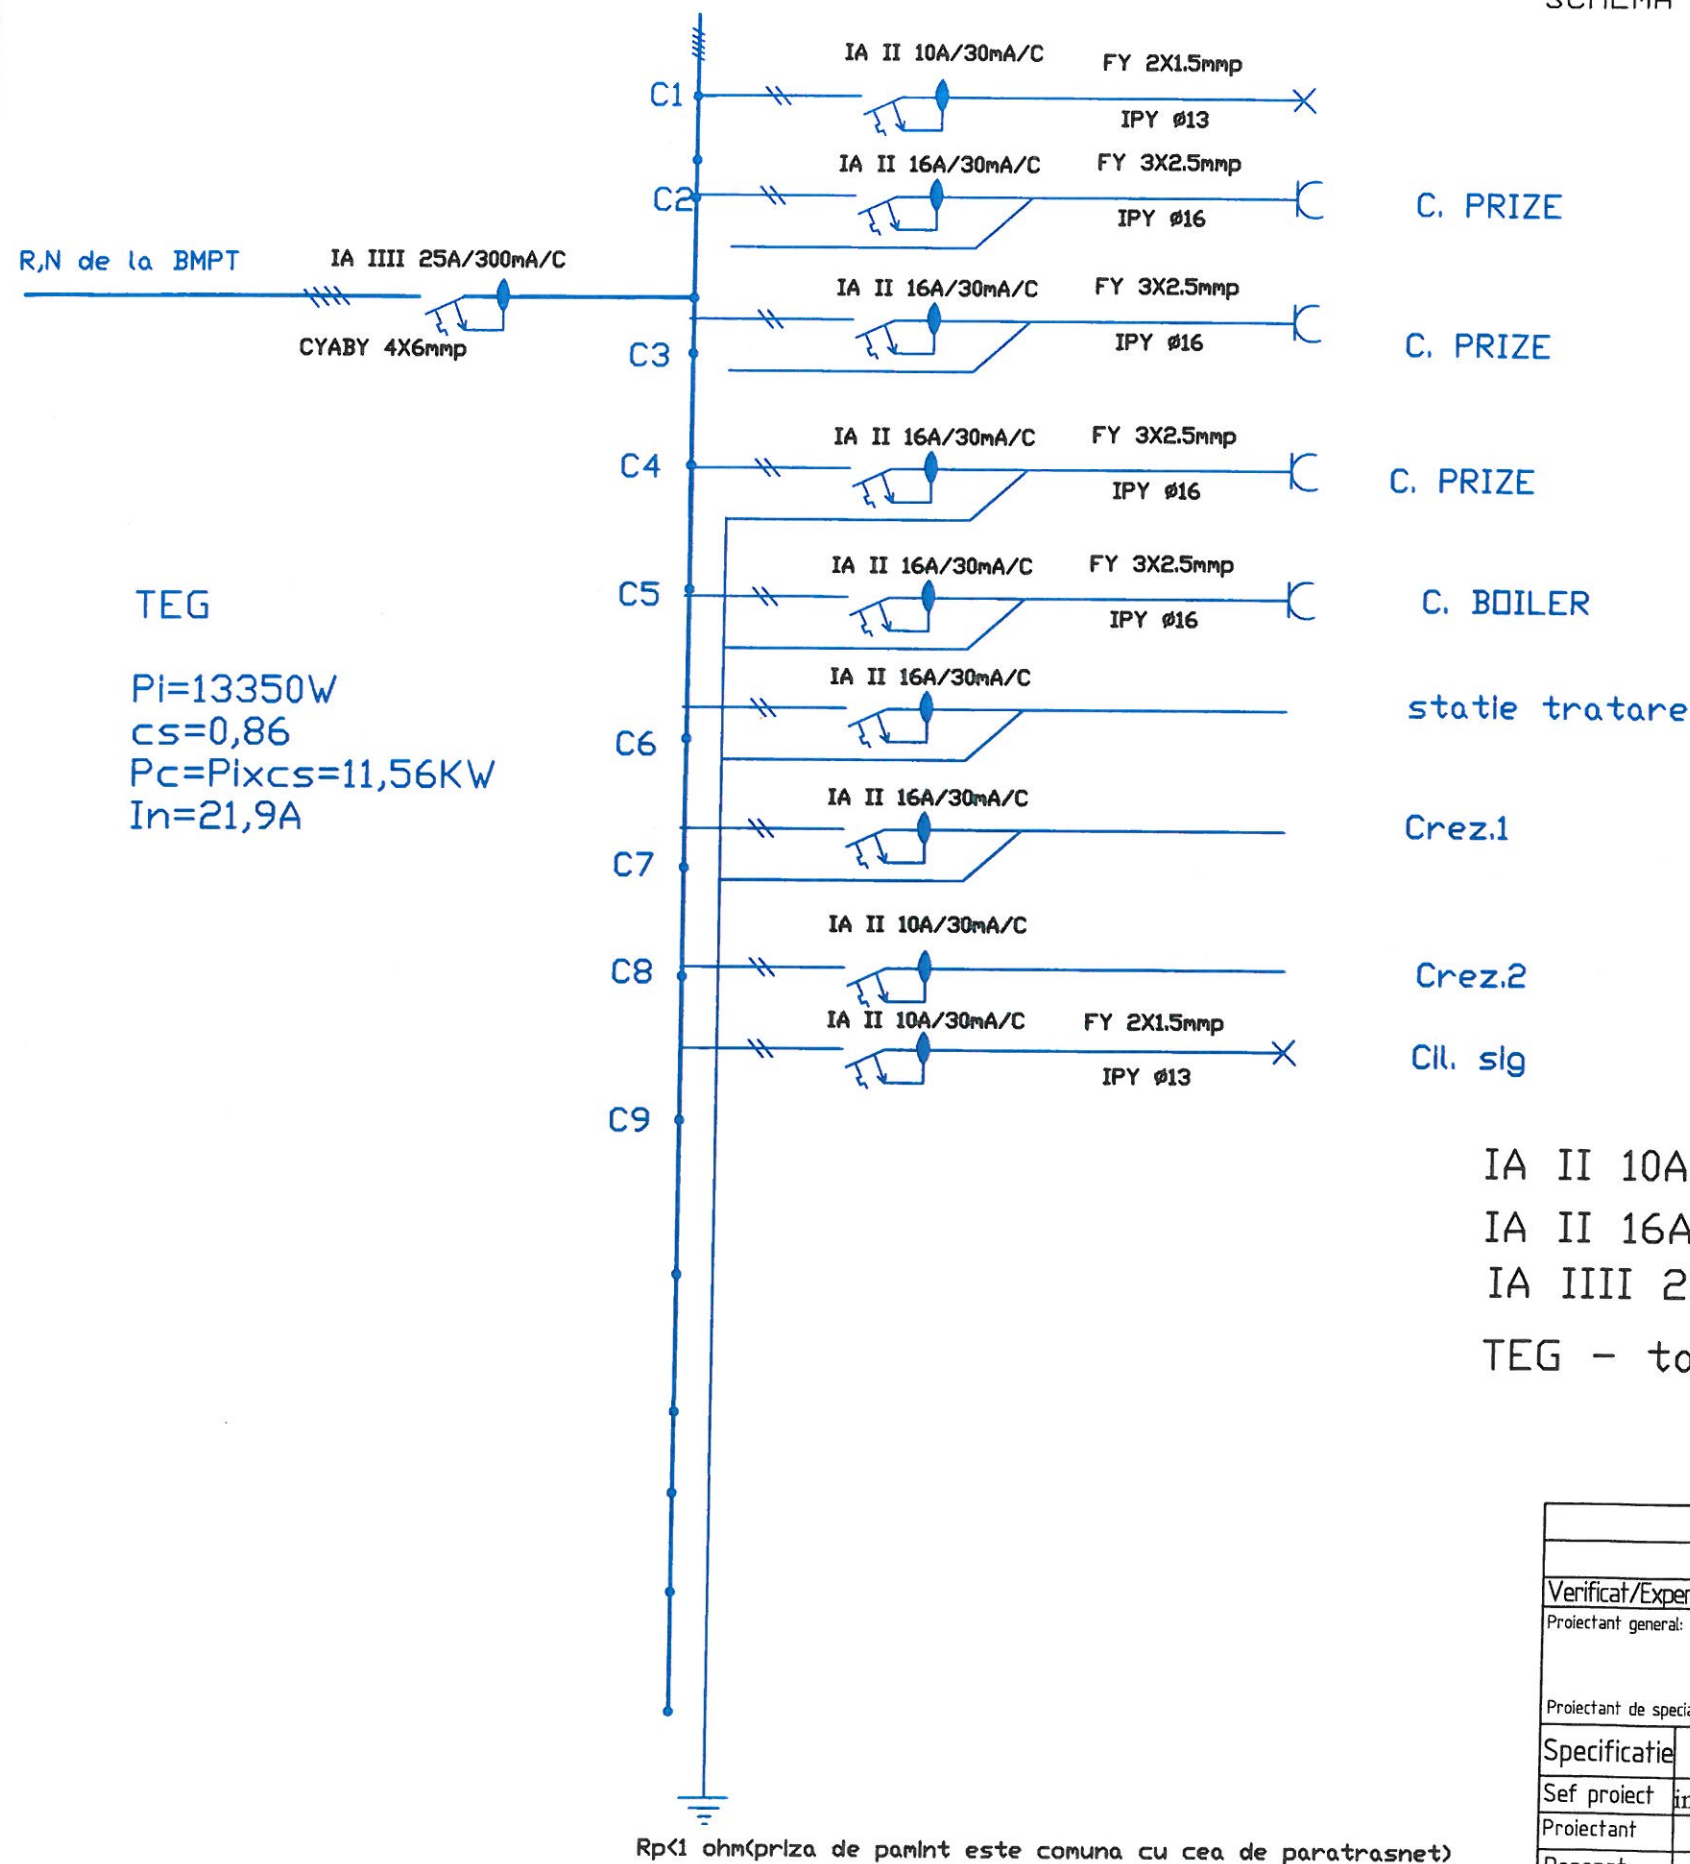 IA II 10A/30mA/C
FY 2X1.5mmp
C1
IPY ø13
IA II 16A/30mA/C
FY 3X2.5mmp
C2
IPY ø16
C. PRIZE
R,N de la BMPT
IA IIII 25A/300mA/C
CYABY 4X6mmp
IA II 16A/30mA/C
FY 3X2.5mmp
C3
IPY ø16
C. PRIZE
IA II 16A/30mA/C
FY 3X2.5mmp
C4
IPY ø16
C. PRIZE
IA II 16A/30mA/C
FY 3X2.5mmp
C5
IPY ø16
C. BOILER
TEG
Pi=13350W
cs=0,86
Pc=Pixcs=11,56KW
In=21,9A
IA II 16A/30mA/C
C6
statie tratare
IA II 16A/30mA/C
C7
Crez.1
IA II 10A/30mA/C
C8
Crez.2
IA II 10A/30mA/C
FY 2X1.5mmp
IPY ø13
Cil. sig
C9
IA II 10A
IA II 16A
IA IIII 2
TEG -
Verificat/
Proiectant general:
Proiectant de
Specificatie
Sef proiect
Proiectant
Rp<1 ohm(priza de pamint este comuna cu cea de paratrasnet)